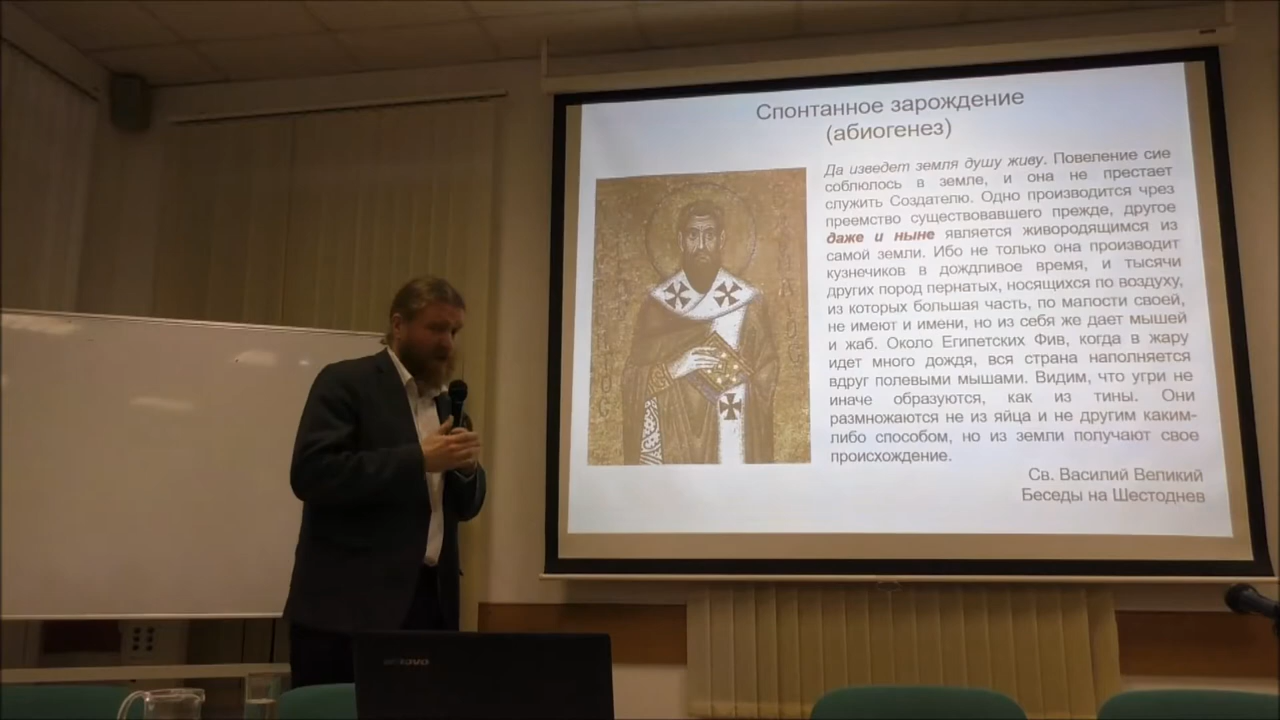 Спонтанное зарождение
(абиогенез)
Да изведет земля душу живу. Повеление сие
соблюлось в земле, и она не престает
служить Создателю. Одно производится чрез
преемство существовавшего прежде, другое
даже и ныне является живородящимся из
самой земли. Ибо не только она производит
кузнечиков в дождливое время, и тысячи
других пород пернатых, носящихся по воздуху,
из которых большая часть, по малости своей,
не имеют и имени, но из себя же дает мышей
и жаб. Около Египетских Фив, когда в жару
идет много дождя, вся страна наполняется
вдруг полевыми мышами. Видим, что угри не
иначе образуются, как из тины. Они
размножаются не из яйца и не другим каким-
либо способом, но из земли получают свое
происхождение.
Св. Василий Великий
Беседы на Шестоднев